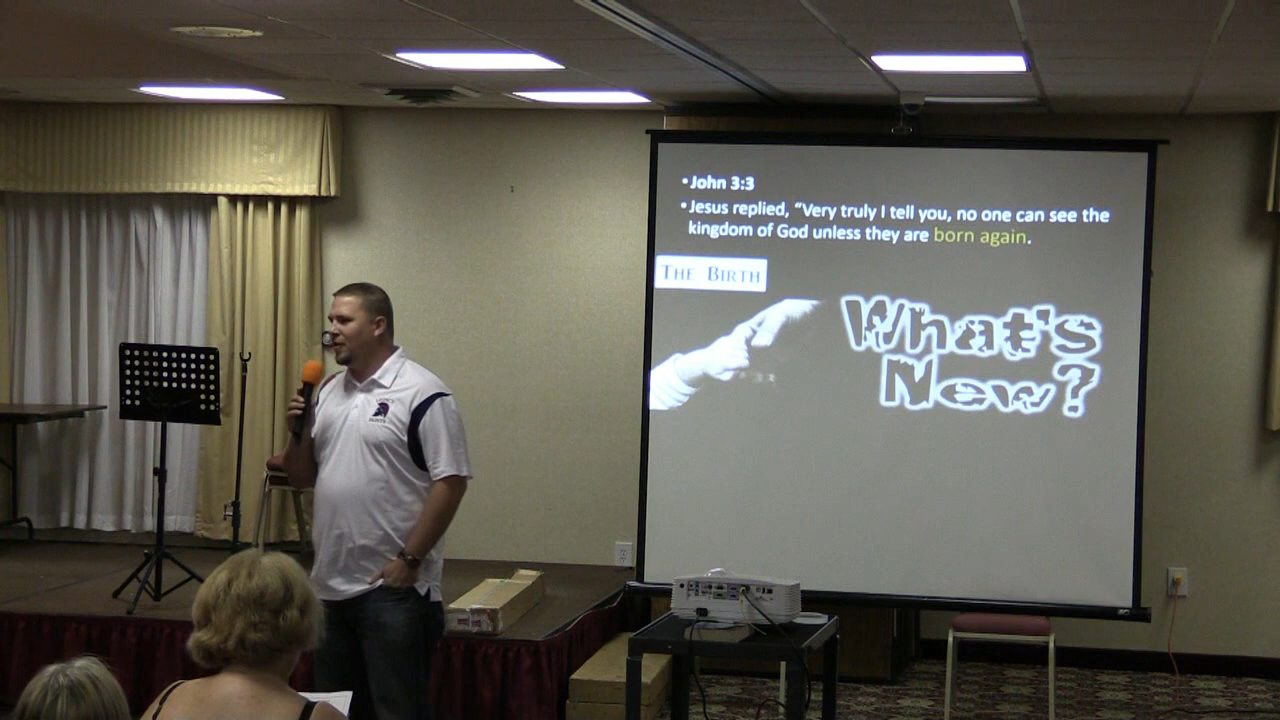 • John 3:3
• Jesus replied, “Very truly I tell you, no one can see the
kingdom of God unless they are born again.
THE BIRTH
What's
New?